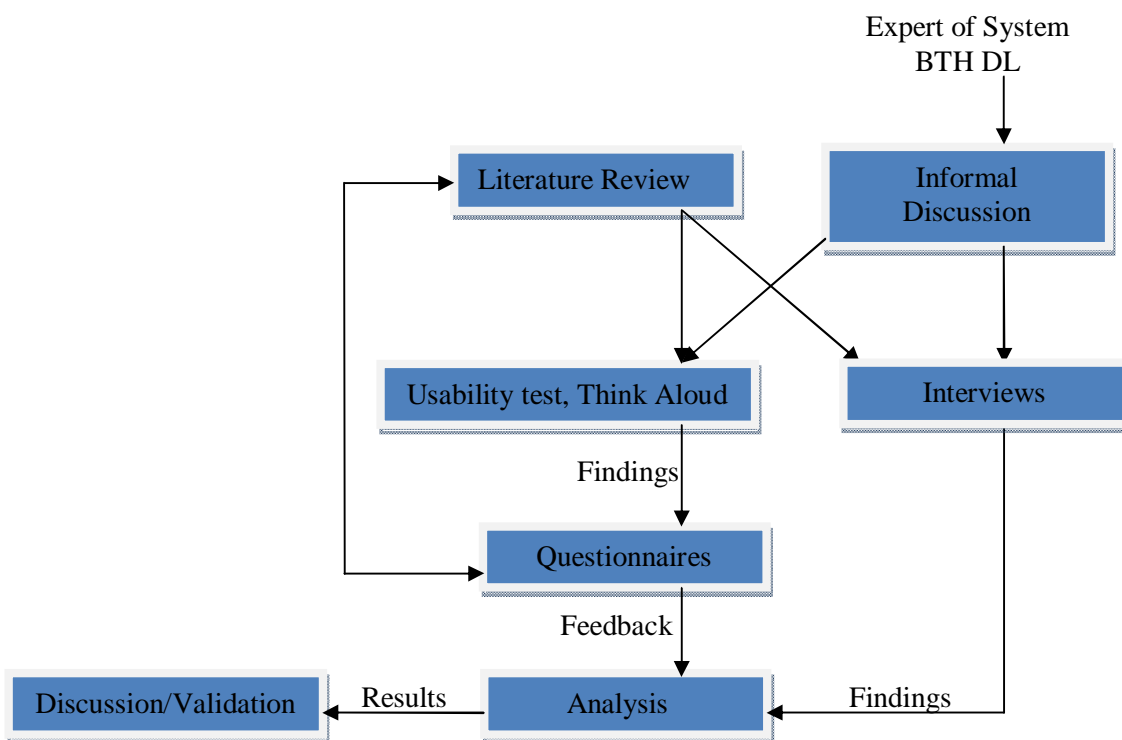 Expert of System
BTH DL
Literature Review
Informal
Discussion
Usability test, Think Aloud
Interviews
Findings
Questionnaires
Feedback
Discussion/Validation
Results
Analysis
Findings